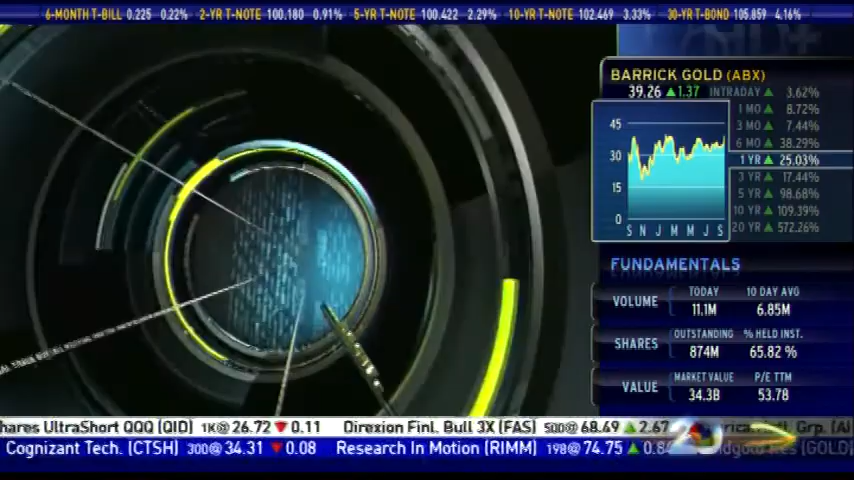 6-MONTH T-BILL 0.225 0.22% 2-YR T-NOTE 100.180 0.91% 5-YR T-NOTE 100.422 2.29% 10-YR T-NOTE 102.469 3.33% 30-YR T-BOND 105.859 4.16%
BARRICK GOLD (ABX)
39.26 ▲1.37 INTRADAY ▲ 3.62%
1 MO ▲ 8.72%
3 MO ▲ 7.44%
6 MO ▲ 38.29%
1 YR ▲ 25.03%
3 YR ▲ 17.44%
5 YR ▲ 98.68%
10 YR ▲ 109.39%
20 YR ▲ 572.26%
45
30
15
0
S N J M M J S
FUNDAMENTALS
VOLUME TODAY 10 DAY AVG
11.1M 6.85M
SHARES OUTSTANDING % HELD INST.
874M 65.82 %
VALUE MARKET VALUE P/E TTM
34.3B 53.78
hares UltraShort QQQ (QID) 1K@ 26.72 ▼ 0.11 Direxion Finl. Bull 3X (FAS) 500@ 68.49 ▲ 2.67 Grp. (AI
Cognizant Tech. (CTSH) 300@ 34.31 ▼ 0.08 Research In Motion (RIMM) 198@ 74.75 ▲ 0.8 (GOLD)